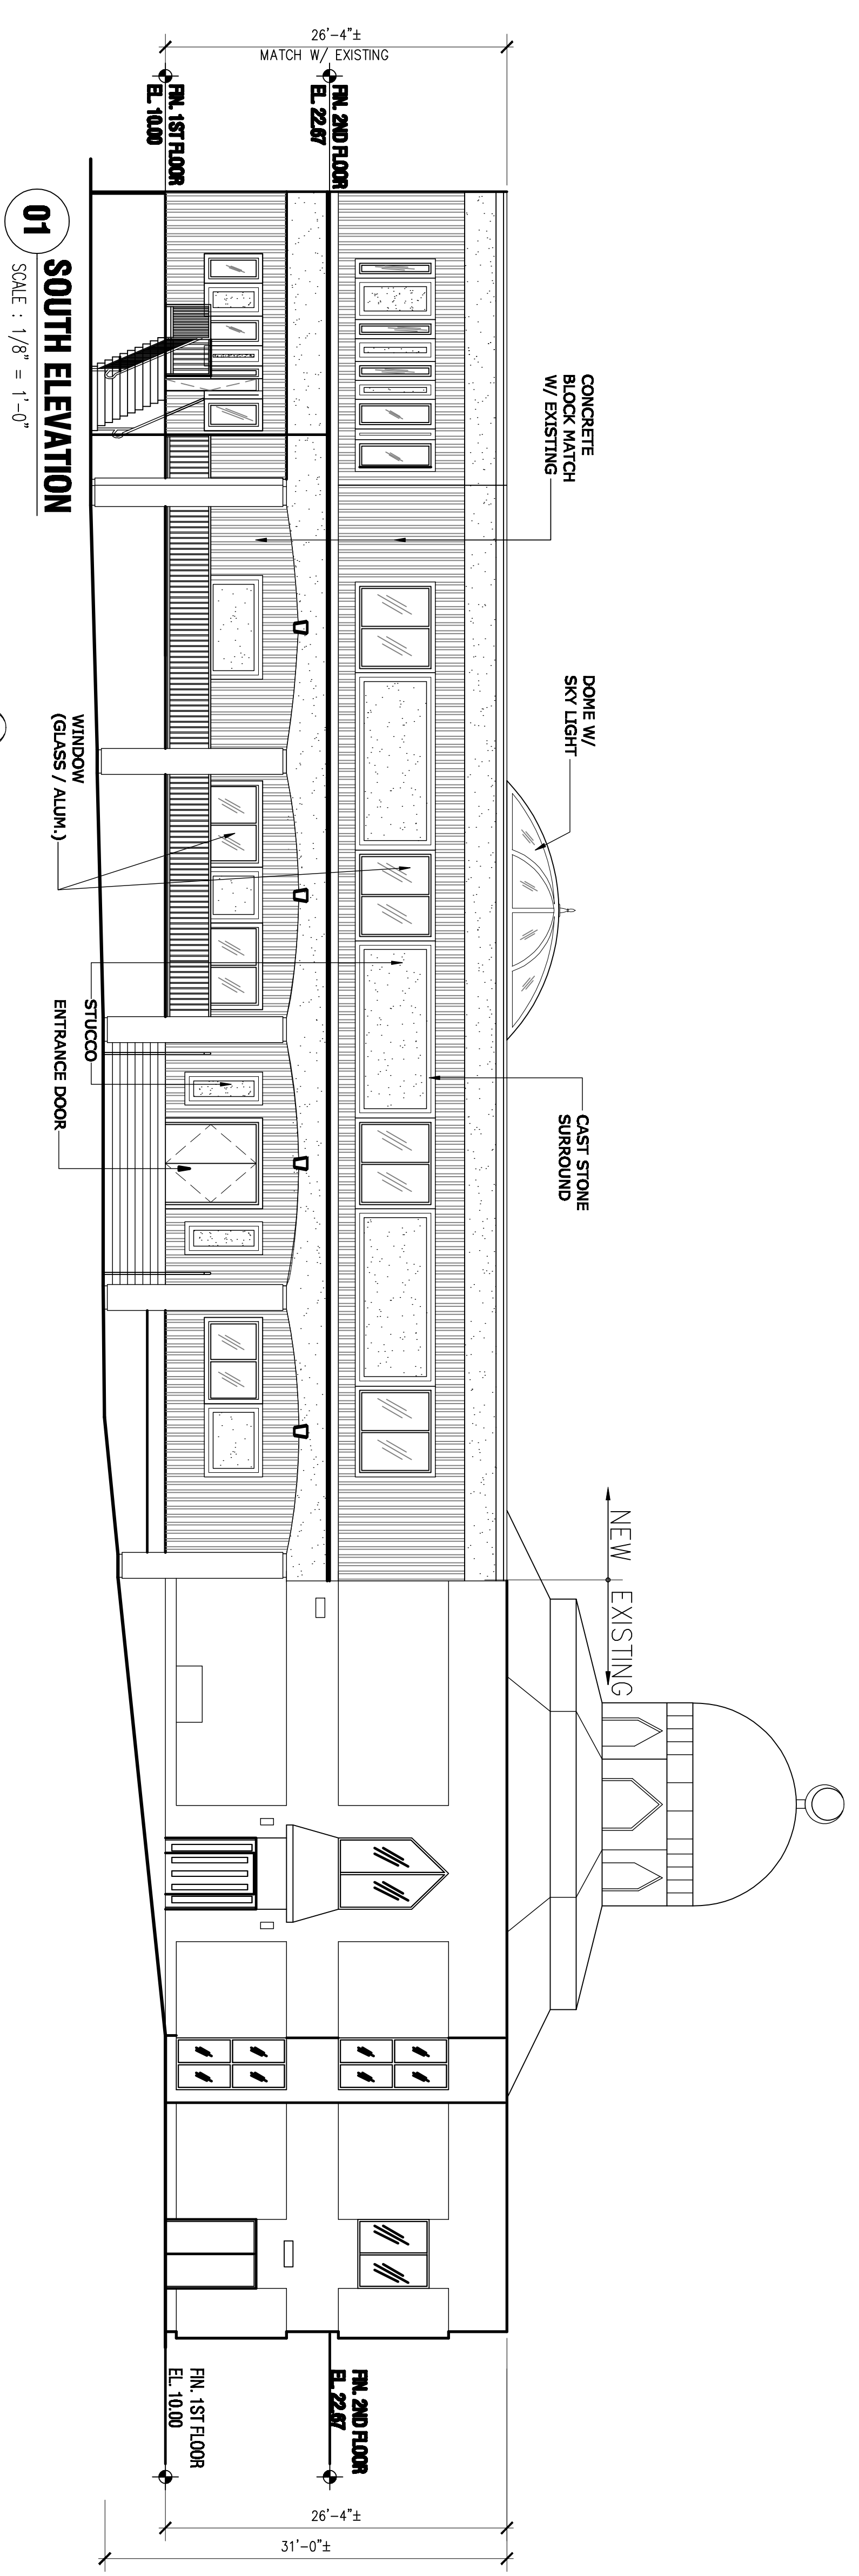 26'-4"±
MATCH W/ EXISTING
FIN. 2ND FLOOR
EL. 22.67
FIN. 1ST FLOOR
EL. 10.00
CONCRETE
BLOCK MATCH
W/ EXISTING
DOME W/
SKY LIGHT
CAST STONE
SURROUND
NEW
EXISTING
WINDOW
(GLASS / ALUM.)
STUCCO
ENTRANCE DOOR
FIN. 2ND FLOOR
EL. 22.67
FIN. 1ST FLOOR
EL. 10.00
26'-4"±
31'-0"±
01
SOUTH ELEVATION
SCALE : 1/8" = 1'-0"